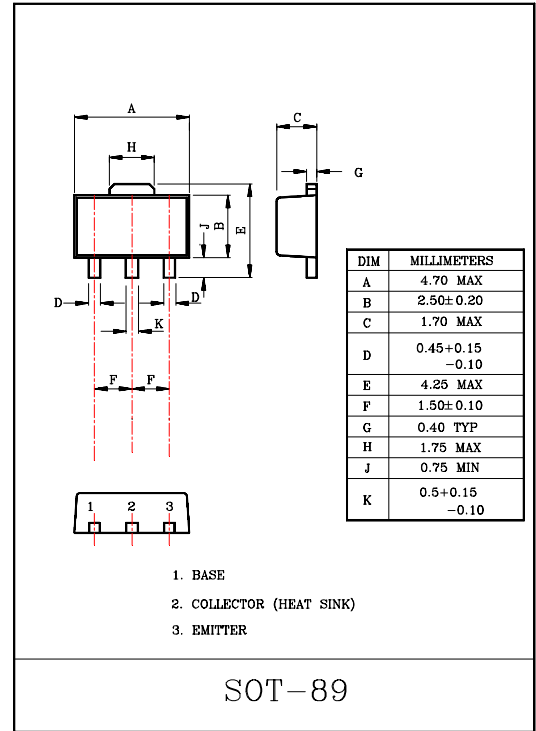 A
C
H
G
J
B
E
D
D
K
F
F
DIM MILLIMETERS
A 4.70 MAX
B 2.50±0.20
C 1.70 MAX
D 0.45+0.15
-0.10
E 4.25 MAX
F 1.50±0.10
G 0.40 TYP
H 1.75 MAX
J 0.75 MIN
K 0.5+0.15
-0.10
1 2 3
1. BASE
2. COLLECTOR (HEAT SINK)
3. EMITTER
SOT-89